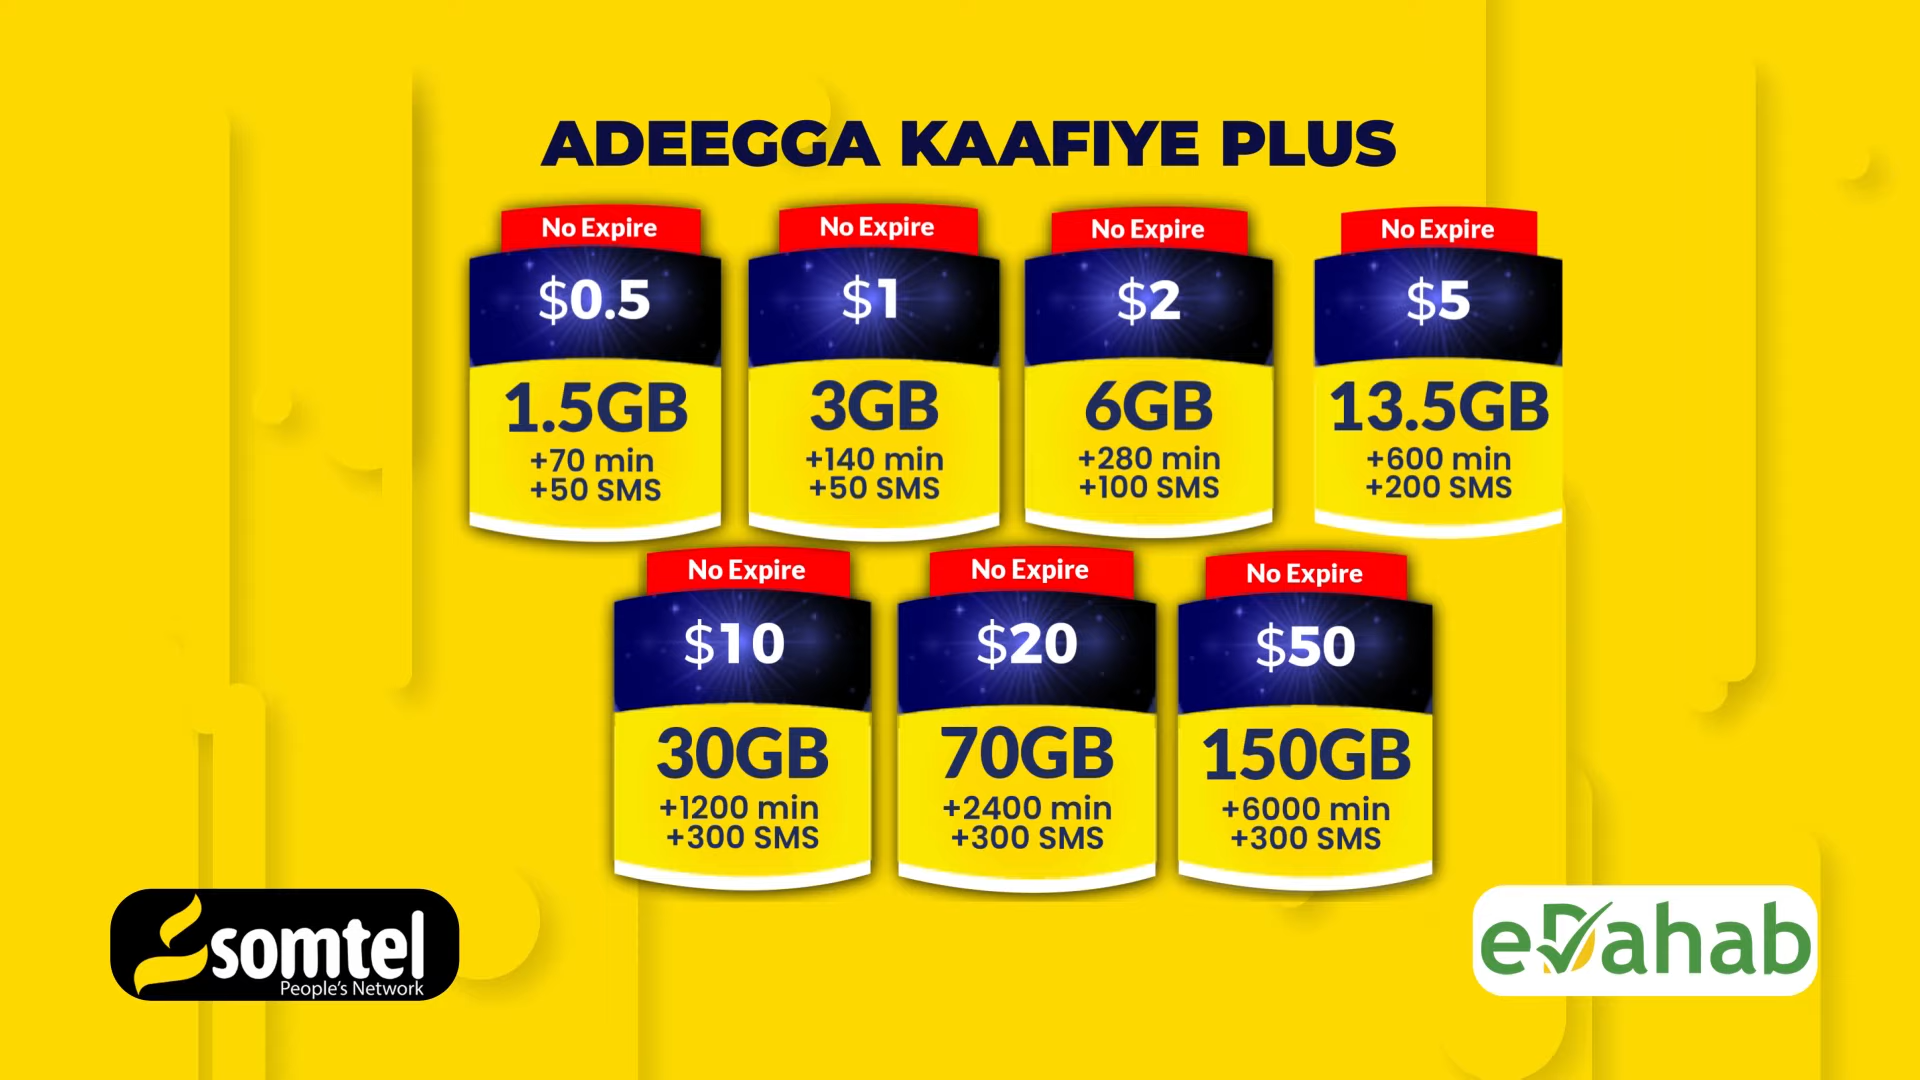 ADEEGGA KAAFIYE PLUS
No Expire
$0.5
1.5GB
+70 min
+50 SMS
No Expire
$1
3GB
+140 min
+50 SMS
No Expire
$2
6GB
+280 min
+100 SMS
No Expire
$5
13.5GB
+600 min
+200 SMS
No Expire
$10
30GB
+1200 min
+300 SMS
No Expire
$20
70GB
+2400 min
+300 SMS
No Expire
$50
150GB
+6000 min
+300 SMS
somtel
People's Network
eDahab